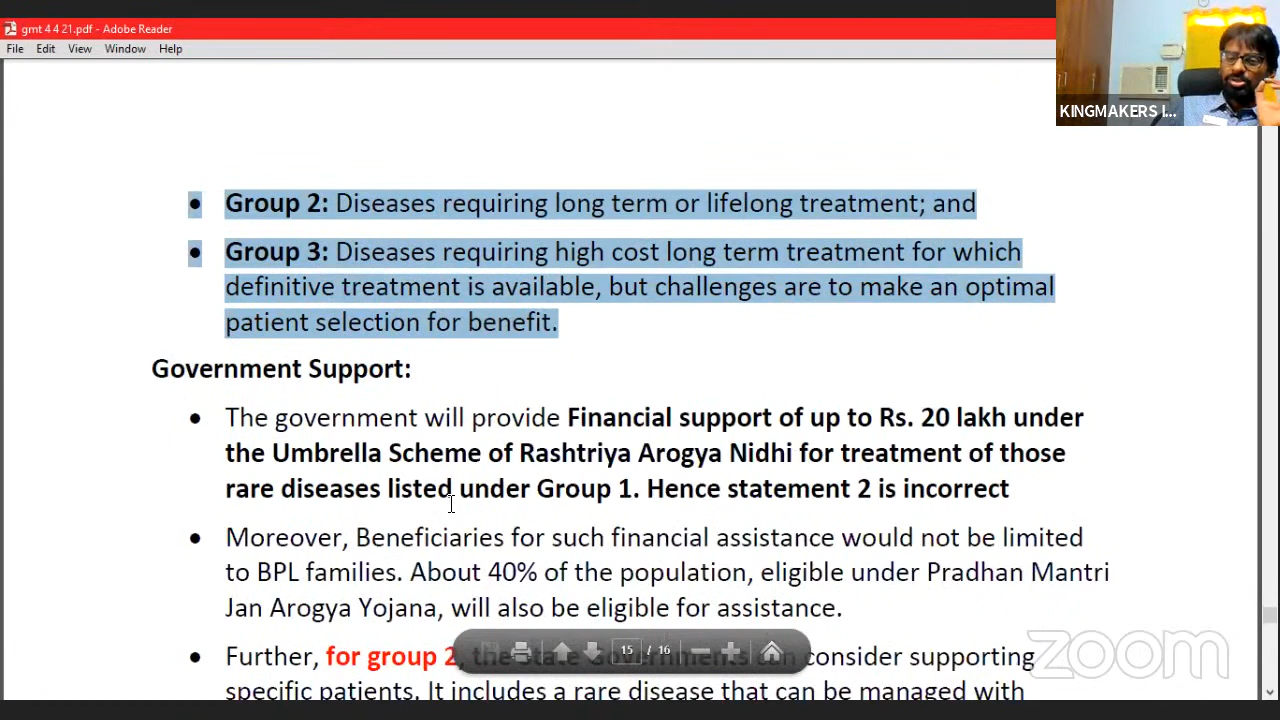 gmt 4 4 21.pdf - Adobe Reader
File Edit View Window Help
KINGMAKERS I...
• Group 2: Diseases requiring long term or lifelong treatment; and
• Group 3: Diseases requiring high cost long term treatment for which
definitive treatment is available, but challenges are to make an optimal
patient selection for benefit.
Government Support:
• The government will provide Financial support of up to Rs. 20 lakh under
the Umbrella Scheme of Rashtriya Arogya Nidhi for treatment of those
rare diseases listed under Group 1. Hence statement 2 is incorrect
• Moreover, Beneficiaries for such financial assistance would not be limited
to BPL families. About 40% of the population, eligible under Pradhan Mantri
Jan Arogya Yojana, will also be eligible for assistance.
• Further, for group 2, the State Governments can consider supporting
specific patients. It includes a rare disease that can be managed with
15 / 16
zoom